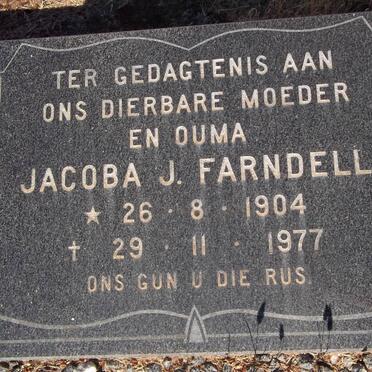 TER GEDAGTENIS AAN
ONS DIERBARE MOEDER
EN OUMA
JACOBA J. FARNDELL
★ 26 · 8 · 1904
† 29 · 11 · 1977
ONS GUN U DIE RUS.